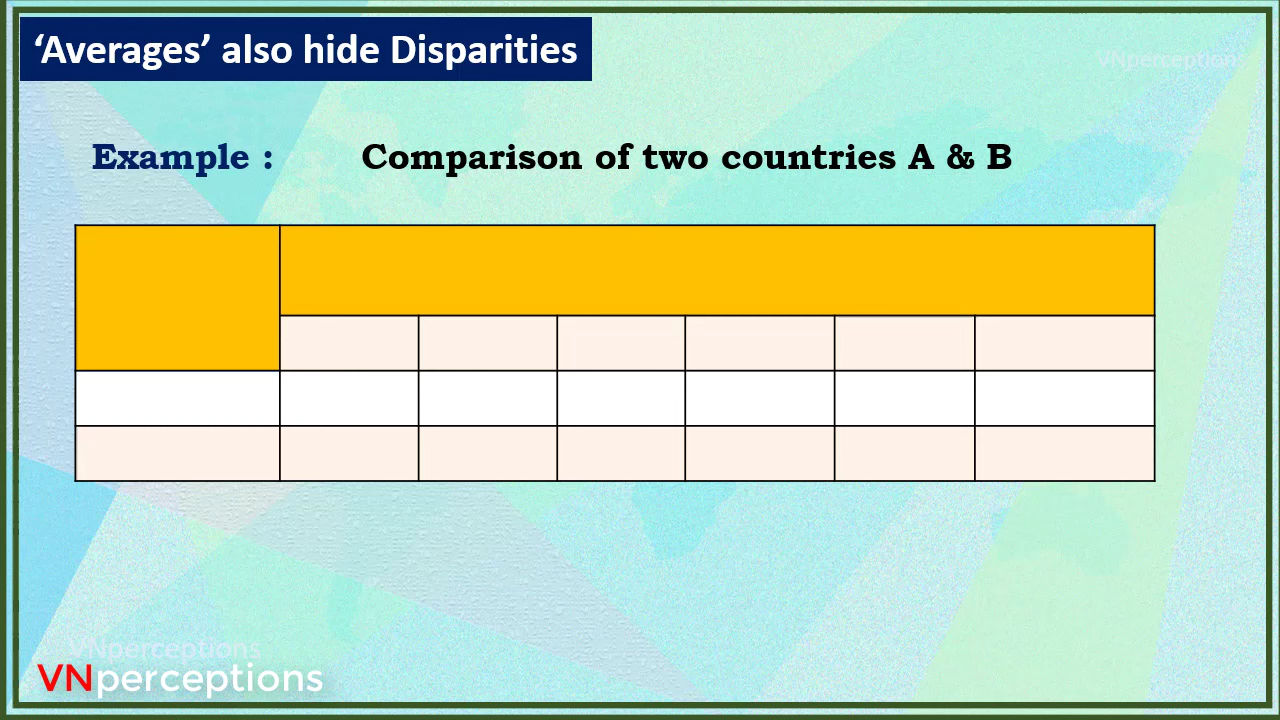 ‘Averages’ also hide Disparities
VNperception
Example : Comparison of two countries A & B
VNperceptions
VNperceptions